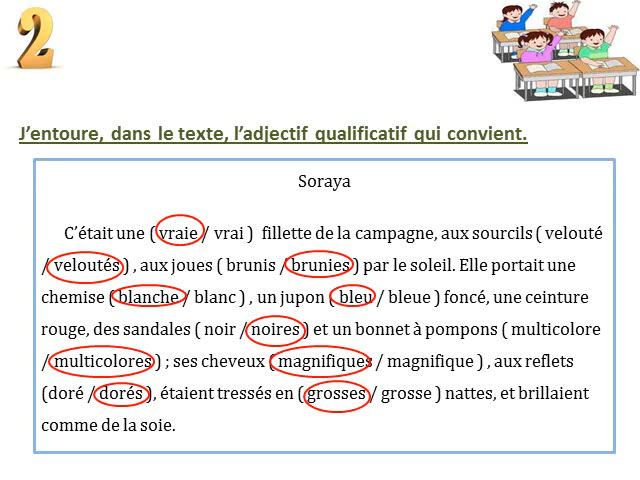 2
J'entoure, dans le texte, l'adjectif qualificatif qui convient.
Soraya
C'était une ( vraie / vrai ) fillette de la campagne, aux sourcils ( velouté
/ veloutés ) , aux joues ( brunis / brunies ) par le soleil. Elle portait une
chemise ( blanche / blanc ) , un jupon ( bleu / bleue ) foncé, une ceinture
rouge, des sandales ( noir / noires ) et un bonnet à pompons ( multicolore
/ multicolores ) ; ses cheveux ( magnifiques / magnifique ) , aux reflets
(doré / dorés ), étaient tressés en ( grosses / grosse ) nattes, et brillaient
comme de la soie.